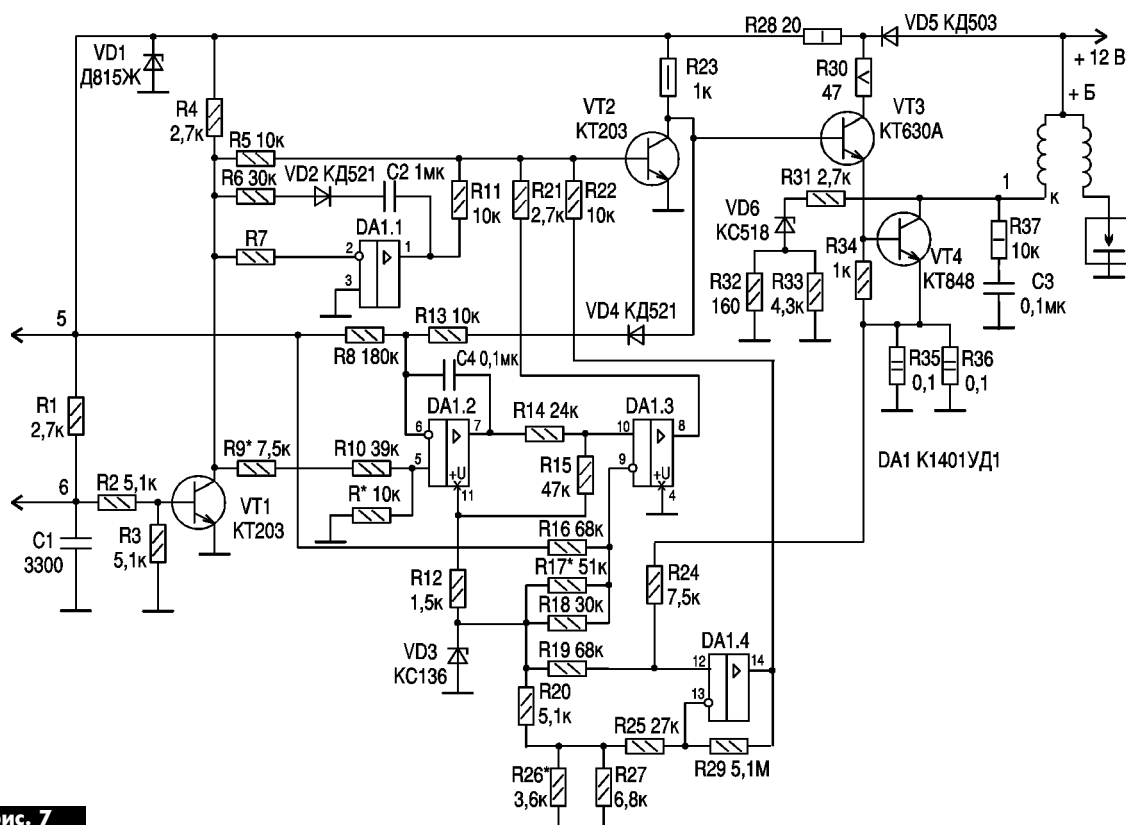 R28 20
VD5 КД503
+ 12 В
VD1
Д815Ж
R4
2,7к
R23
1к
R30
47
+ Б
VT2
КТ203
VT3
КТ630А
R5 10к
R6 30к
VD2 КД521
C2 1мк
R11
10к
R21
2,7к
R22
10к
R31 2,7к
1
к
VD6
КС518
R7
DA1.1
2
3
1
R37
10к
R34
1к
VT4
КТ848
C3
0,1мк
R32
160
R33
4,3к
5
R13 10к
R8 180к
VD4 КД521
C4 0,1мк
R35
0,1
R36
0,1
R1
2,7к
DA1.2
6
5
7
+U
11
R14 24к
DA1.3
10
9
8
+U
4
R15
47к
DA1 К1401УД1
R9* 7,5к
R10 39к
R* 10к
6
R2 5,1к
VT1
КТ203
C1
3300
R3
5,1к
R16 68к
R17* 51к
R12
1,5к
R18 30к
R24
7,5к
VD3
КС136
R19 68к
DA1.4
12
13
14
R20
5,1к
R25 27к
R29 5,1М
R26*
3,6к
R27
6,8к
ис. 7